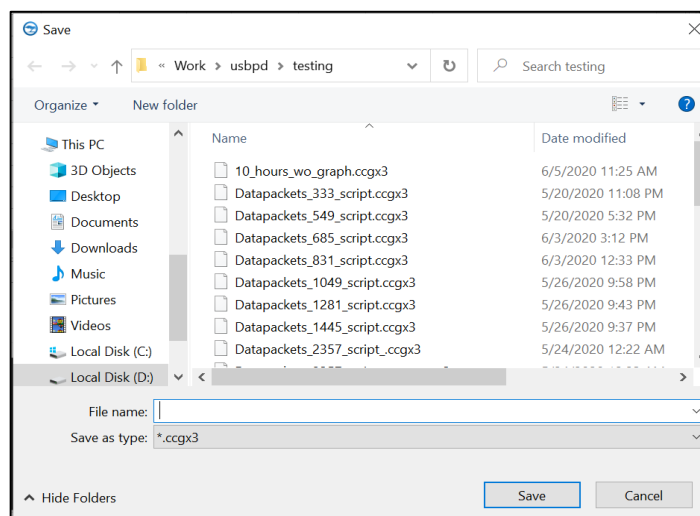 Save
« Work > usbpd > testing
Search testing
Organize
New folder
?
Name
Date modified
This PC
3D Objects
Desktop
Documents
Downloads
Music
Pictures
Videos
Local Disk (C:)
Local Disk (D:)
10_hours_wo_graph.ccgx3 6/5/2020 11:25 AM
Datapackets_333_script.ccgx3 5/20/2020 11:08 PM
Datapackets_549_script.ccgx3 5/20/2020 5:32 PM
Datapackets_685_script.ccgx3 6/3/2020 3:12 PM
Datapackets_831_script.ccgx3 6/3/2020 12:33 PM
Datapackets_1049_script.ccgx3 5/26/2020 9:58 PM
Datapackets_1281_script.ccgx3 5/26/2020 9:43 PM
Datapackets_1445_script.ccgx3 5/26/2020 9:37 PM
Datapackets_2357_script_.ccgx3 5/24/2020 12:22 AM
File name:
Save as type: *.ccgx3
Hide Folders
Save
Cancel